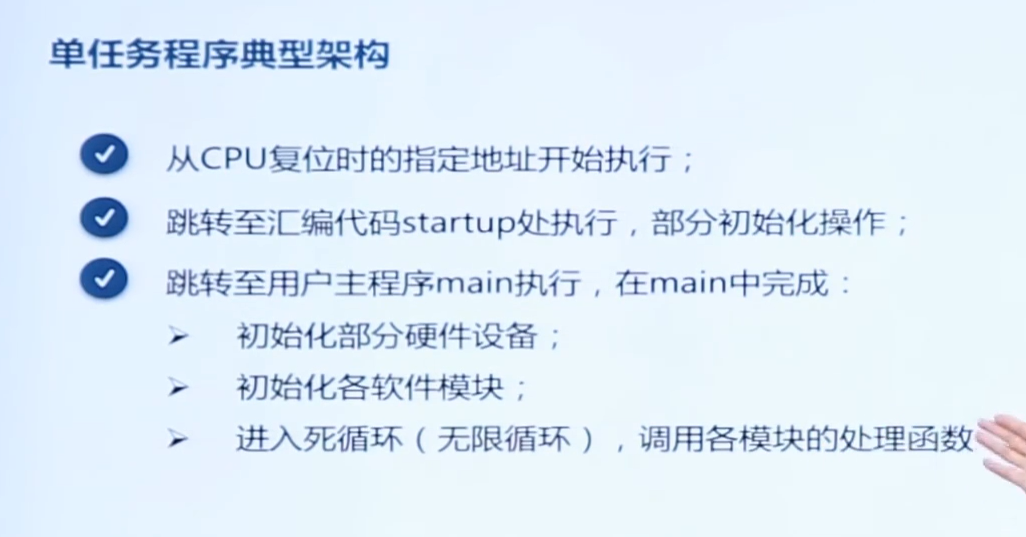 单任务程序典型架构
从CPU复位时的指定地址开始执行；
跳转至汇编代码startup处执行，部分初始化操作；
跳转至用户主程序main执行，在main中完成：
初始化部分硬件设备；
初始化各软件模块；
进入死循环（无限循环），调用各模块的处理函数